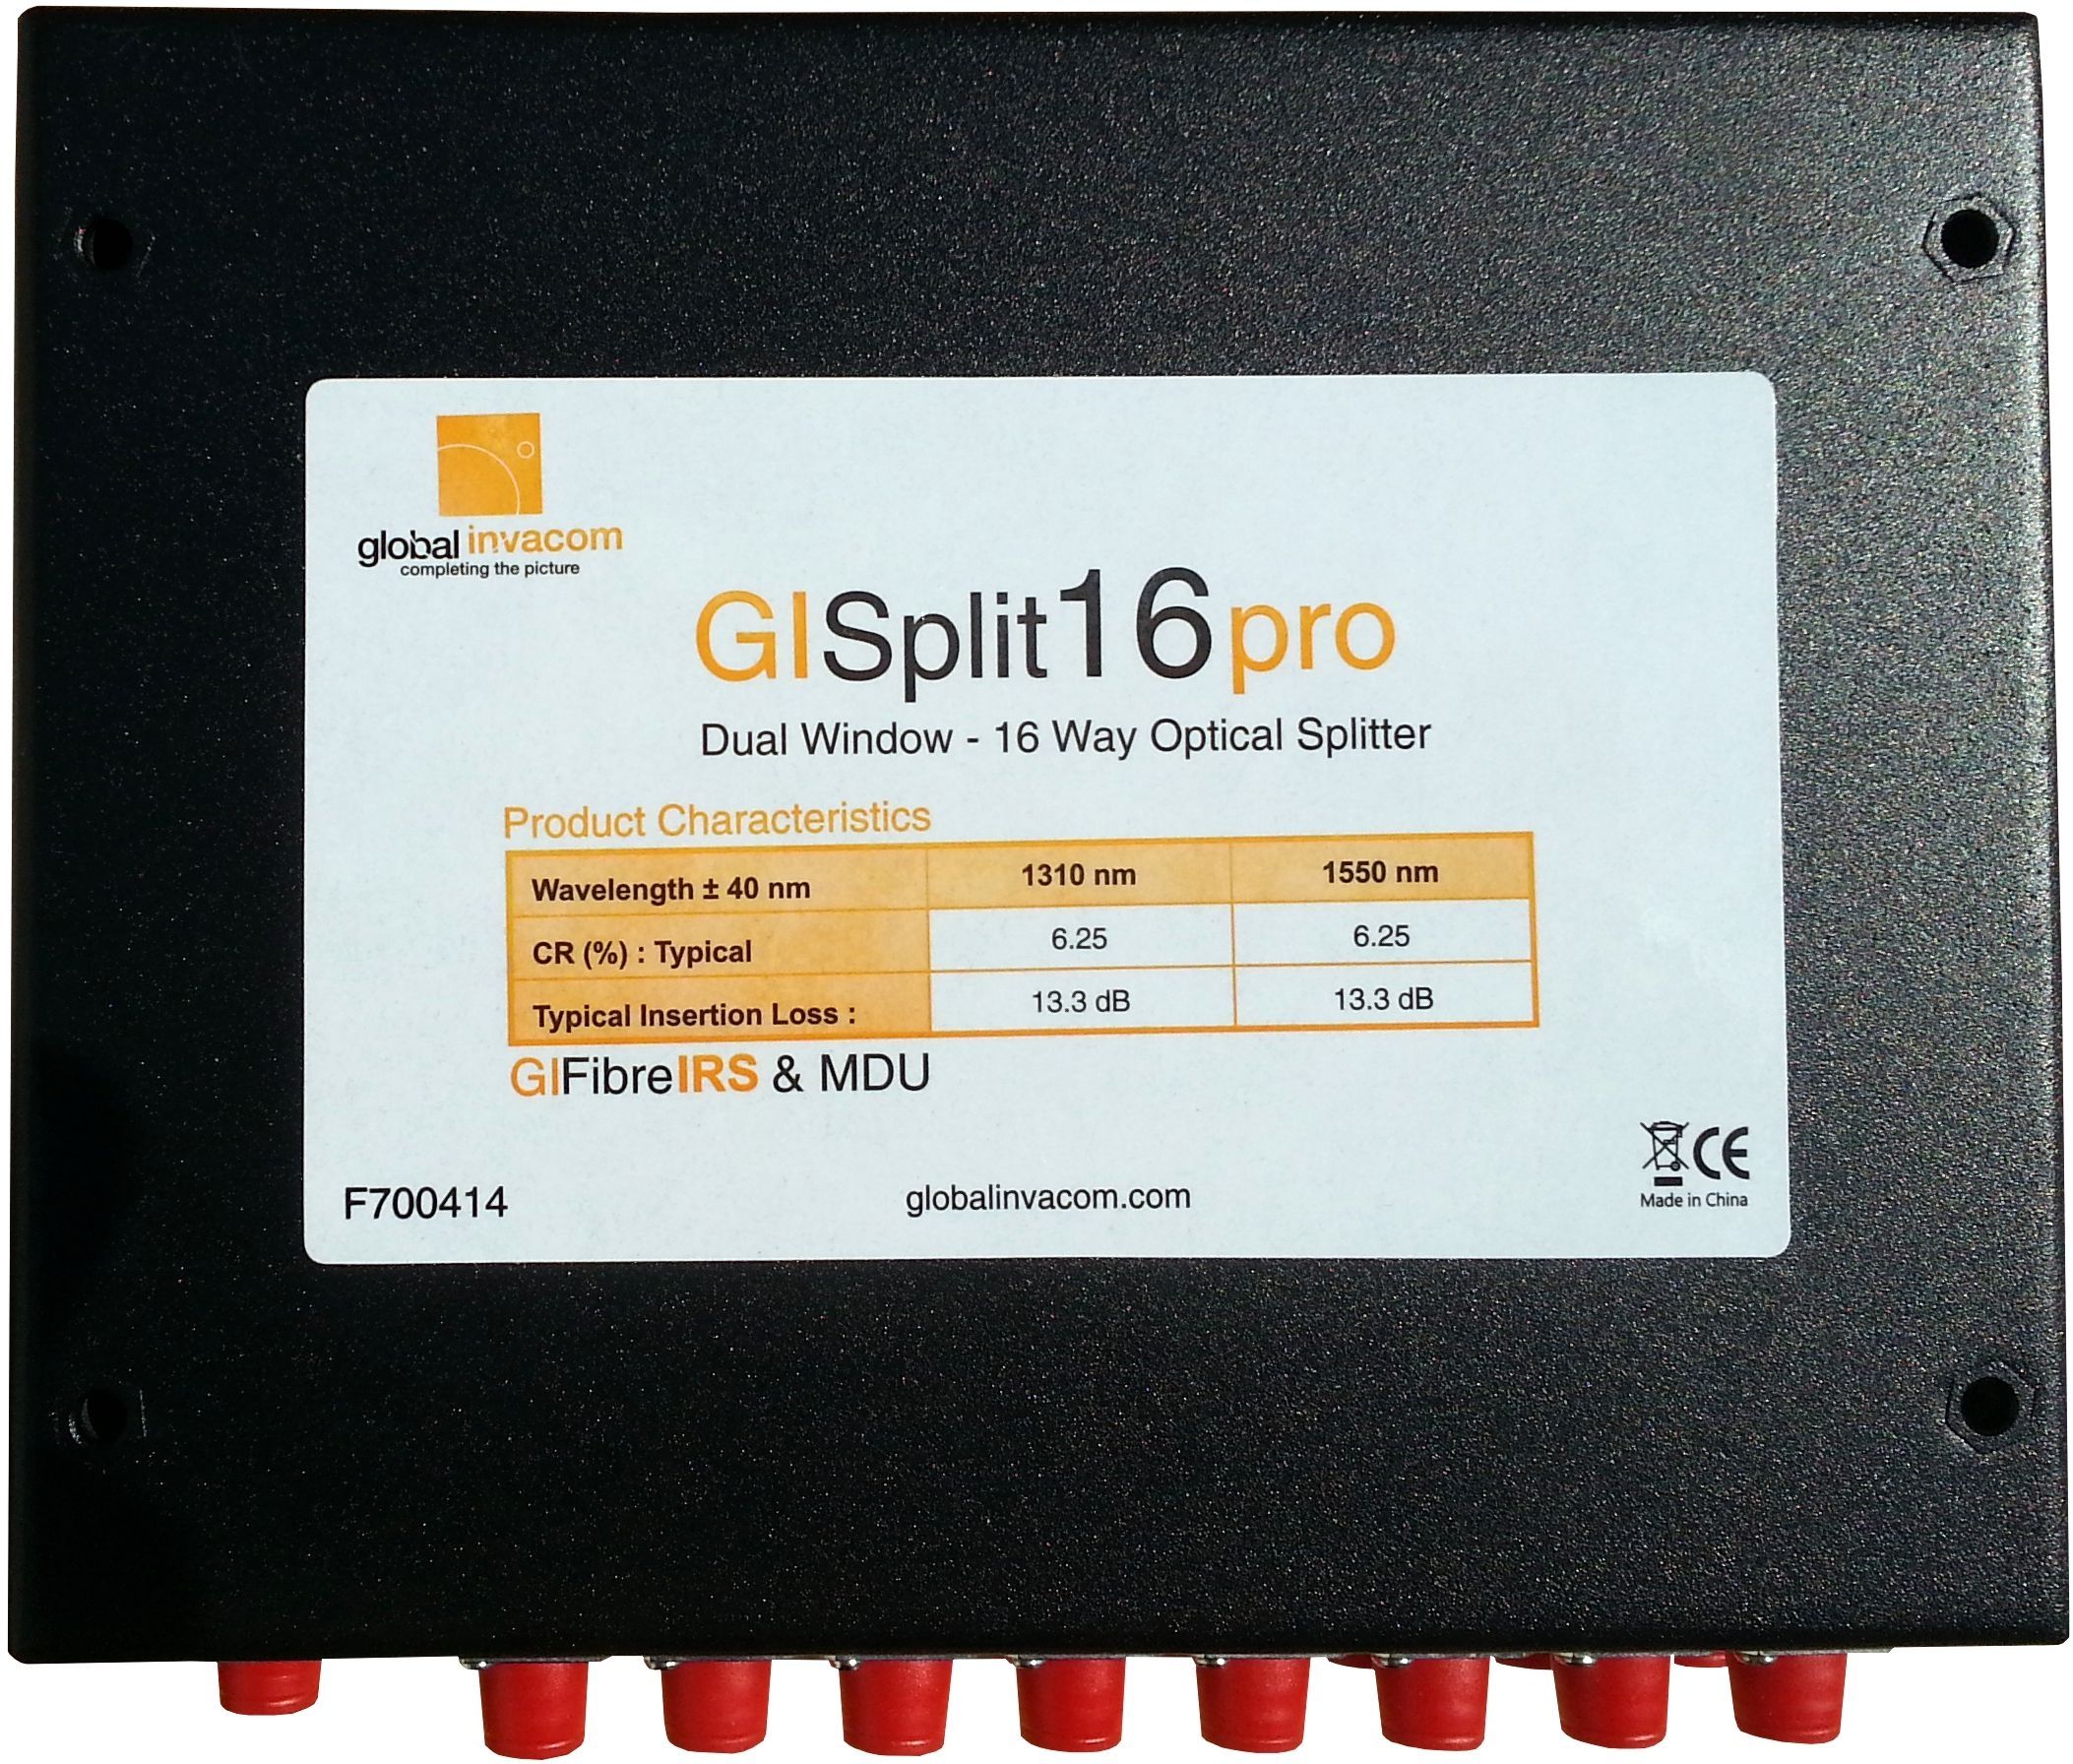 global invacom
completing the picture
GISplit16pro
Dual Window - 16 Way Optical Splitter
Product Characteristics
Wavelength ± 40 nm 1310 nm 1550 nm
CR (%) : Typical 6.25 6.25
Typical Insertion Loss : 13.3 dB 13.3 dB
GIFibreIRS & MDU
CE
Made in China
F700414 globalinvacom.com